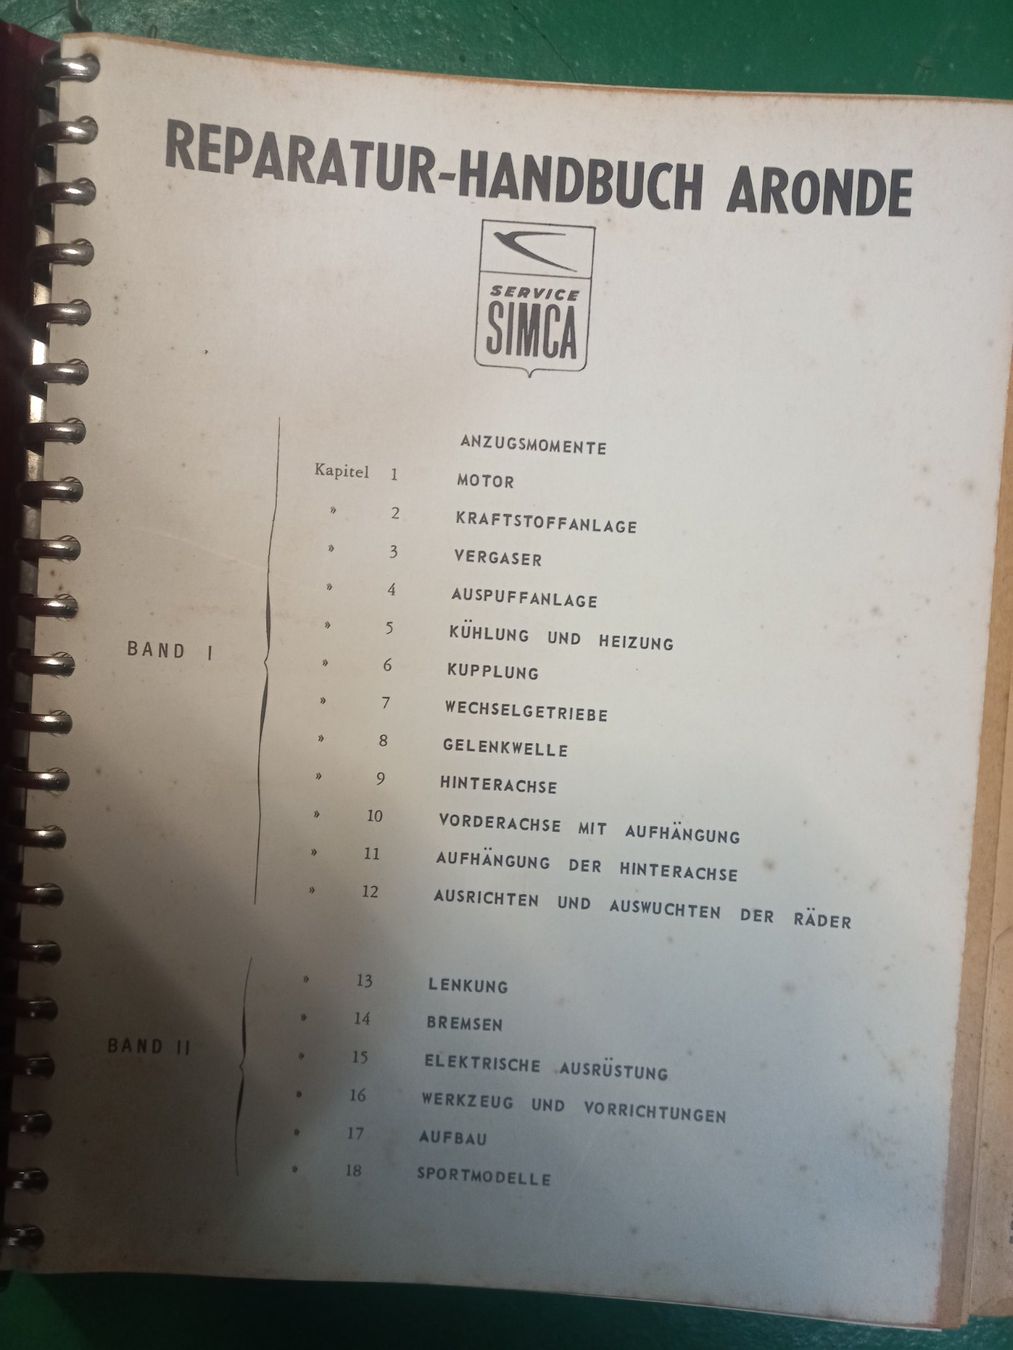 REPARATUR-HANDBUCH ARONDE
SERVICE
SIMCA
ANZUGSMOMENTE
BAND I
Kapitel 1 MOTOR
» 2 KRAFTSTOFFANLAGE
» 3 VERGASER
» 4 AUSPUFFANLAGE
» 5 KÜHLUNG UND HEIZUNG
» 6 KUPPLUNG
» 7 WECHSELGETRIEBE
» 8 GELENKWELLE
» 9 HINTERACHSE
» 10 VORDERACHSE MIT AUFHÄNGUNG
» 11 AUFHÄNGUNG DER HINTERACHSE
» 12 AUSRICHTEN UND AUSWUCHTEN DER RÄDER
BAND II
» 13 LENKUNG
» 14 BREMSEN
» 15 ELEKTRISCHE AUSRÜSTUNG
» 16 WERKZEUG UND VORRICHTUNGEN
» 17 AUFBAU
» 18 SPORTMODELLE